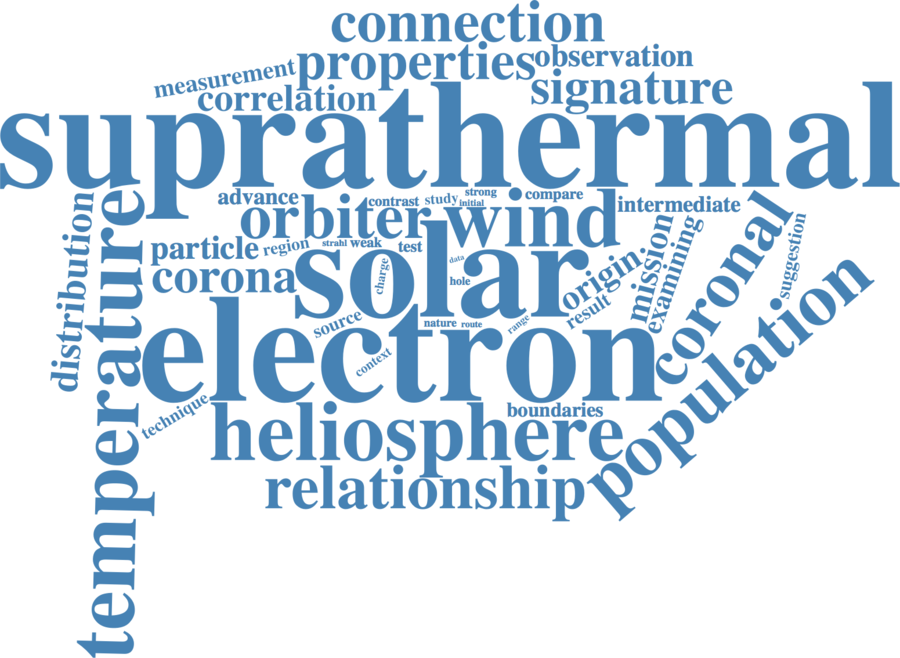 connection
properties
observation
measurement
correlation
signature
suprathermal
advance
contrast
study
strong
initial
compare
orbiter
wind
intermediate
distribution
temperature
particle
region
strahl
weak
test
corona
solar
charge
data
hole
origin
mission
examining
coronal
suggestion
source
nature
route
range
result
electron
context
population
technique
boundaries
heliosphere
relationship